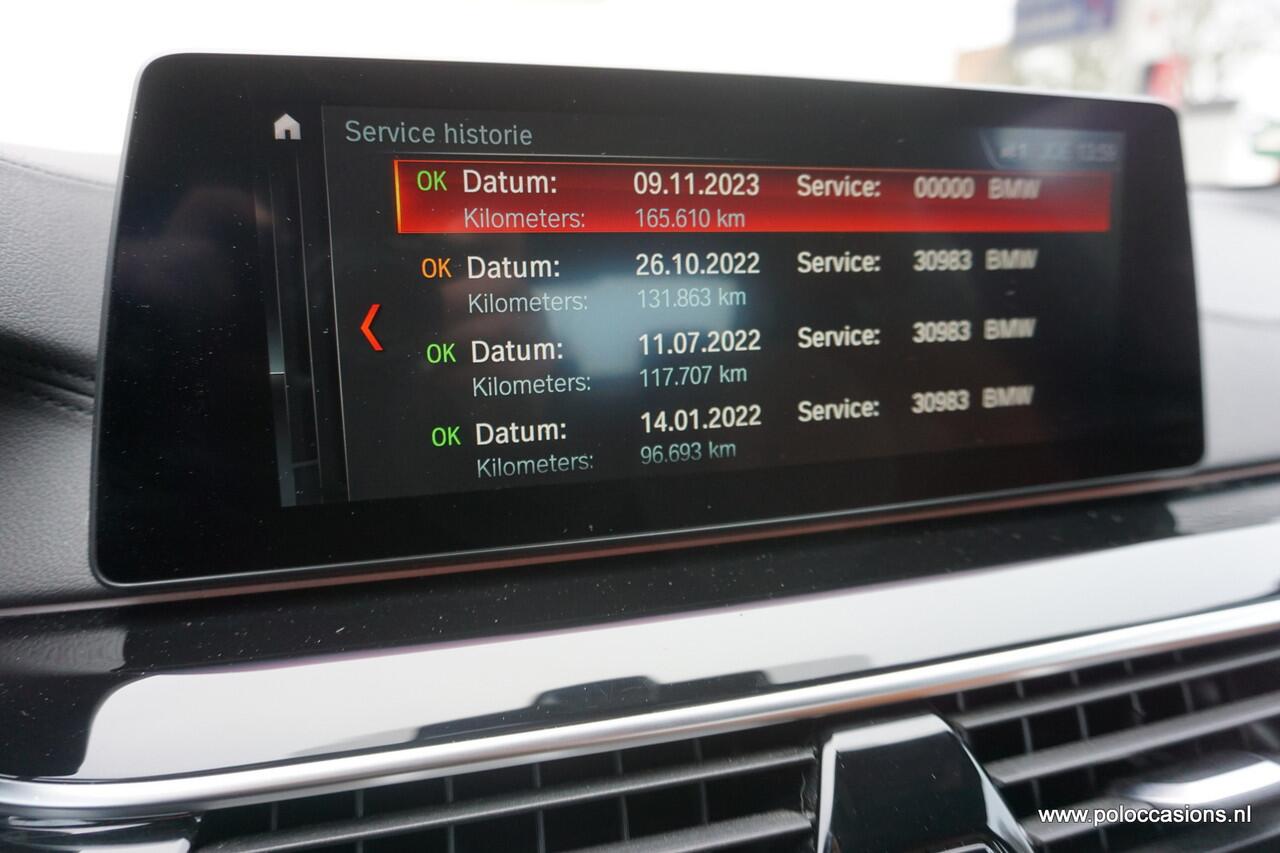 Service historie
OK Datum: 09.11.2023 Service: 00000 BMW
Kilometers: 165.610 km
OK Datum: 26.10.2022 Service: 30983 BMW
Kilometers: 131.863 km
OK Datum: 11.07.2022 Service: 30983 BMW
Kilometers: 117.707 km
OK Datum: 14.01.2022 Service: 30983 BMW
Kilometers: 96.693 km
www.poloccasions.nl